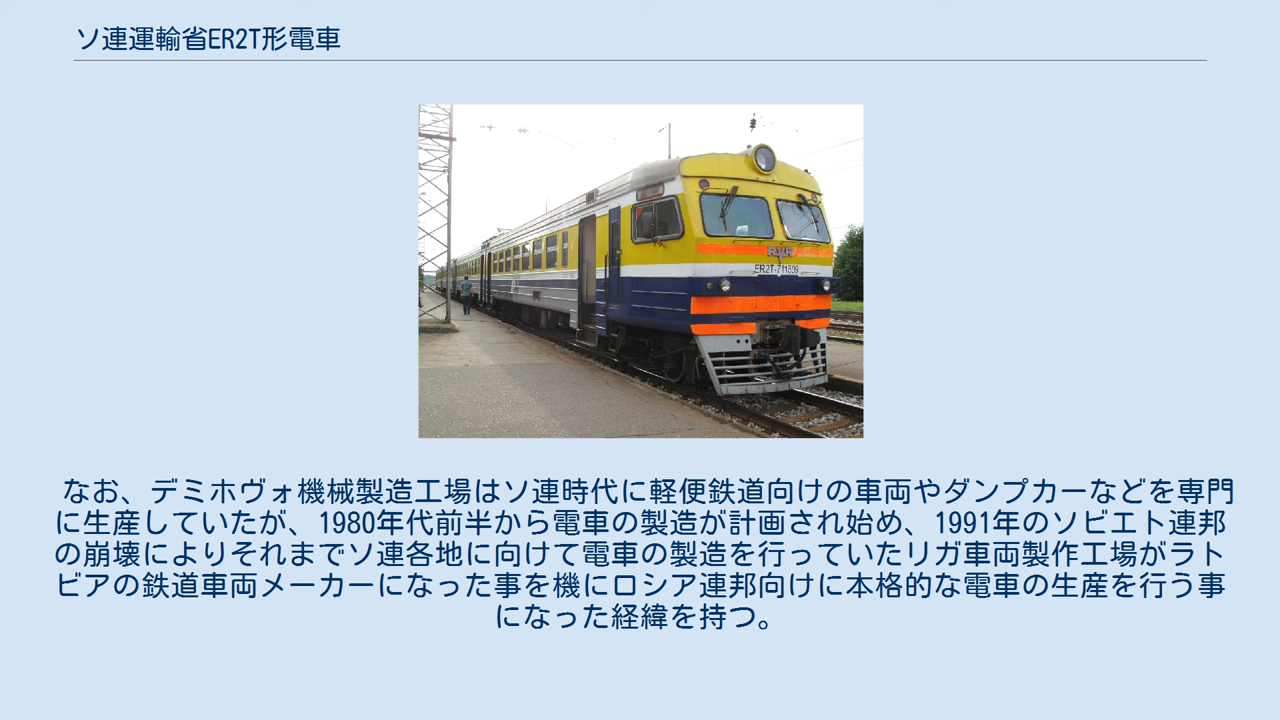 ソ連運輸省ER2T形電車
RVR
ER2T-711509
なお、デミホヴォ機械製造工場はソ連時代に軽便鉄道向けの車両やダンプカーなどを専門
に生産していたが、1980年代前半から電車の製造が計画され始め、1991年のソビエト連邦
の崩壊によりそれまでソ連各地に向けて電車の製造を行っていたリガ車両製作工場がラト
ビアの鉄道車両メーカーになった事を機にロシア連邦向けに本格的な電車の生産を行う事
になった経緯を持つ。